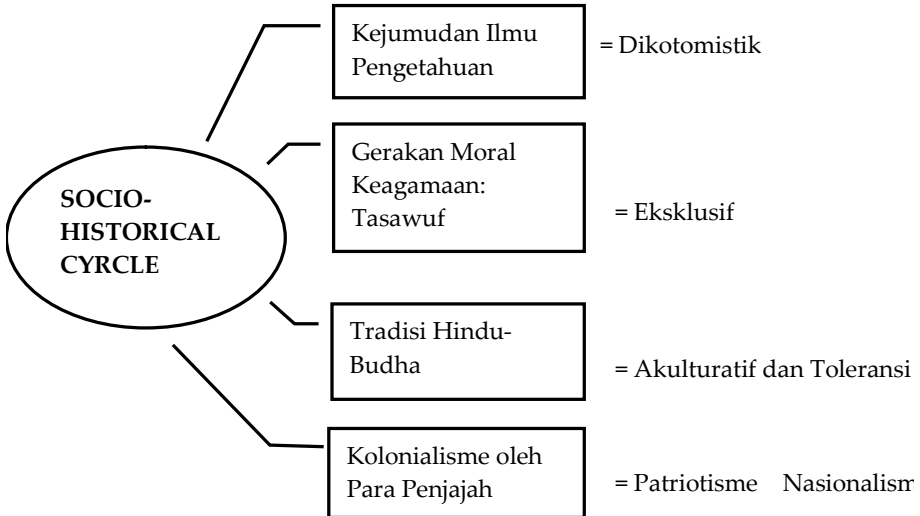 Kejumudan Ilmu
Pengetahuan
= Dikotomistik
Gerakan Moral
Keagamaan:
Tasawuf
= Eksklusif
SOCIO-
HISTORICAL
CYRCLE
Tradisi Hindu-
Budha
= Akulturatif dan Toleransi
Kolonialisme oleh
Para Penjajah
= Patriotisme Nasionalism